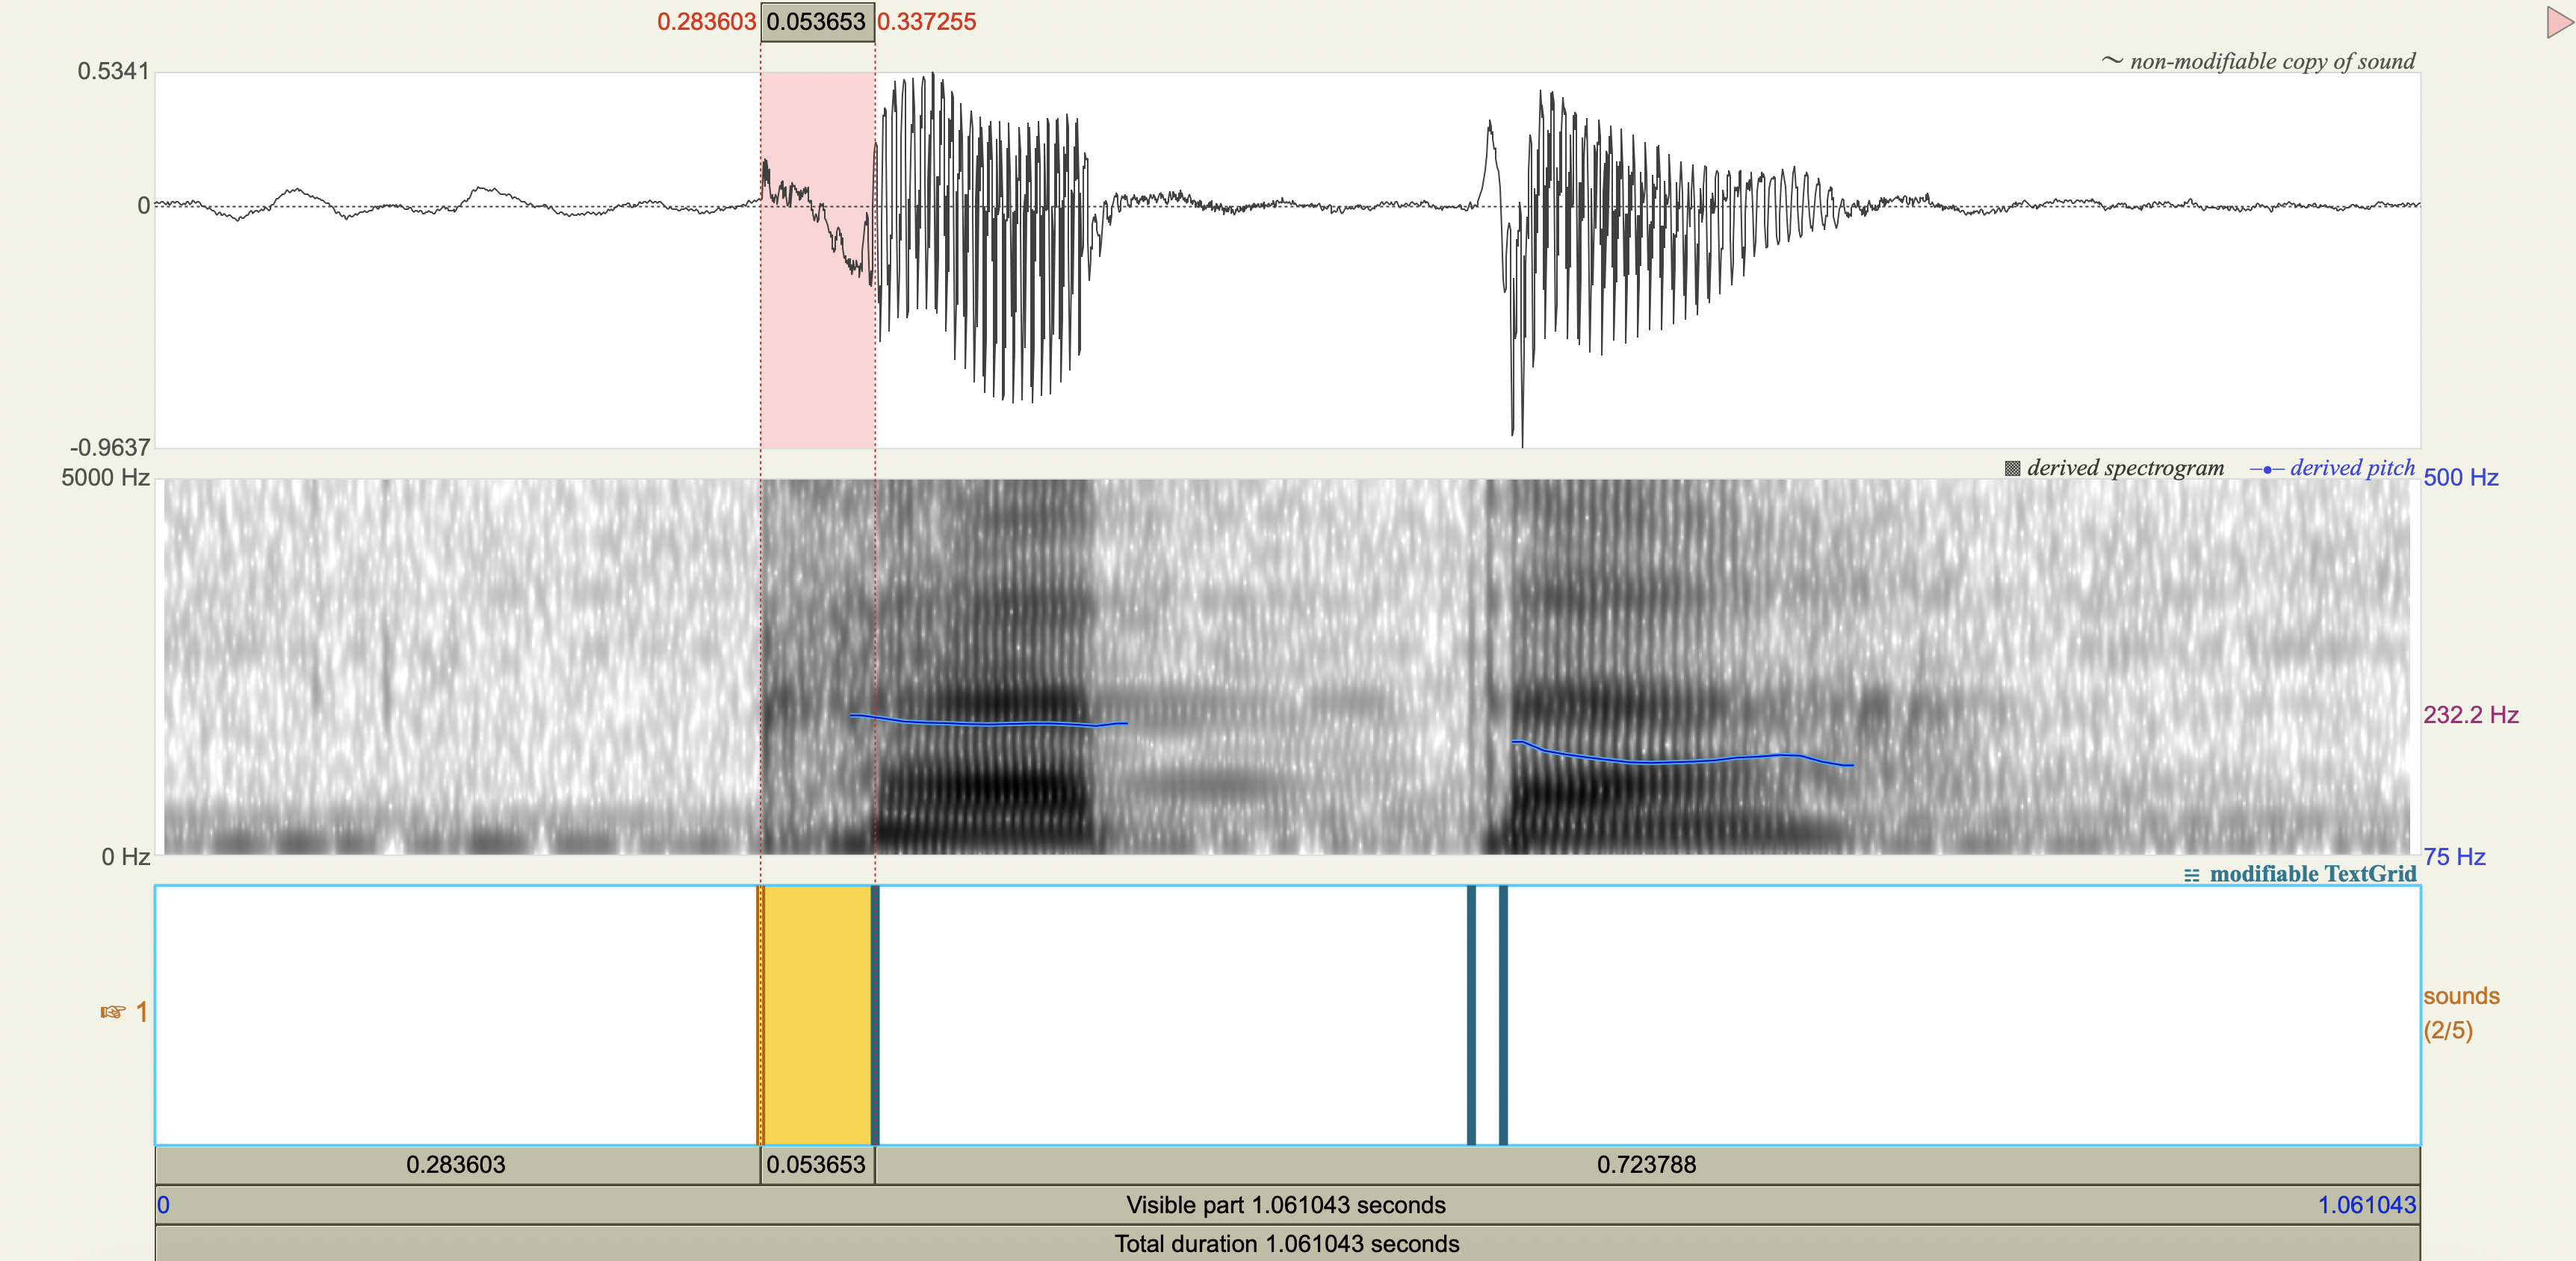 0.283603 0.053653 0.337255
~ non-modifiable copy of sound
0.5341
0
-0.9637
derived spectrogram derived pitch
5000 Hz 500 Hz
232.2 Hz
0 Hz 75 Hz
modifiable TextGrid
☞ 1
sounds
(2/5)
0.283603 0.053653 0.723788
0 Visible part 1.061043 seconds 1.061043
Total duration 1.061043 seconds